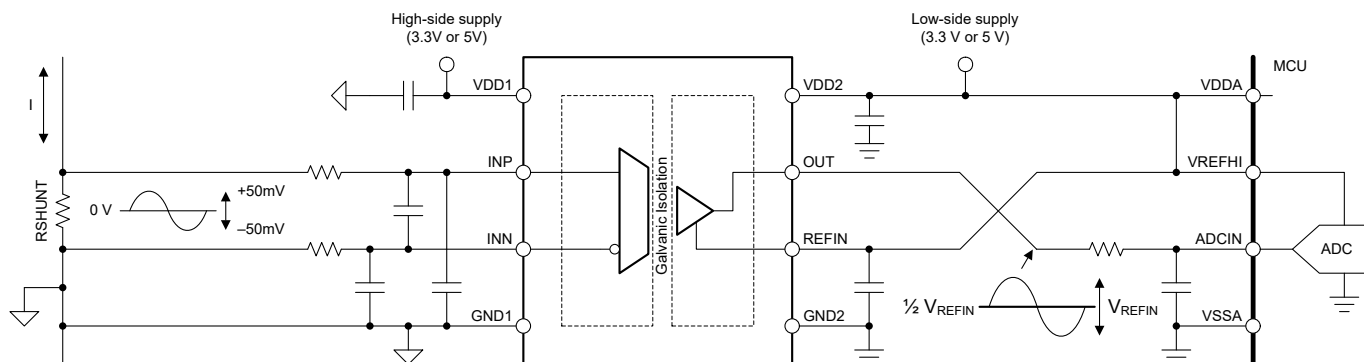 High-side supply
(3.3V or 5V)
Low-side supply
(3.3 V or 5 V)
MCU
VDD1
VDD2
VDDA
I
INP
OUT
VREFHI
RSHUNT
0 V
+50mV
–50mV
Galvanic Isolation
INN
REFIN
ADCIN
ADC
½ VREFIN
VREFIN
GND1
GND2
VSSA